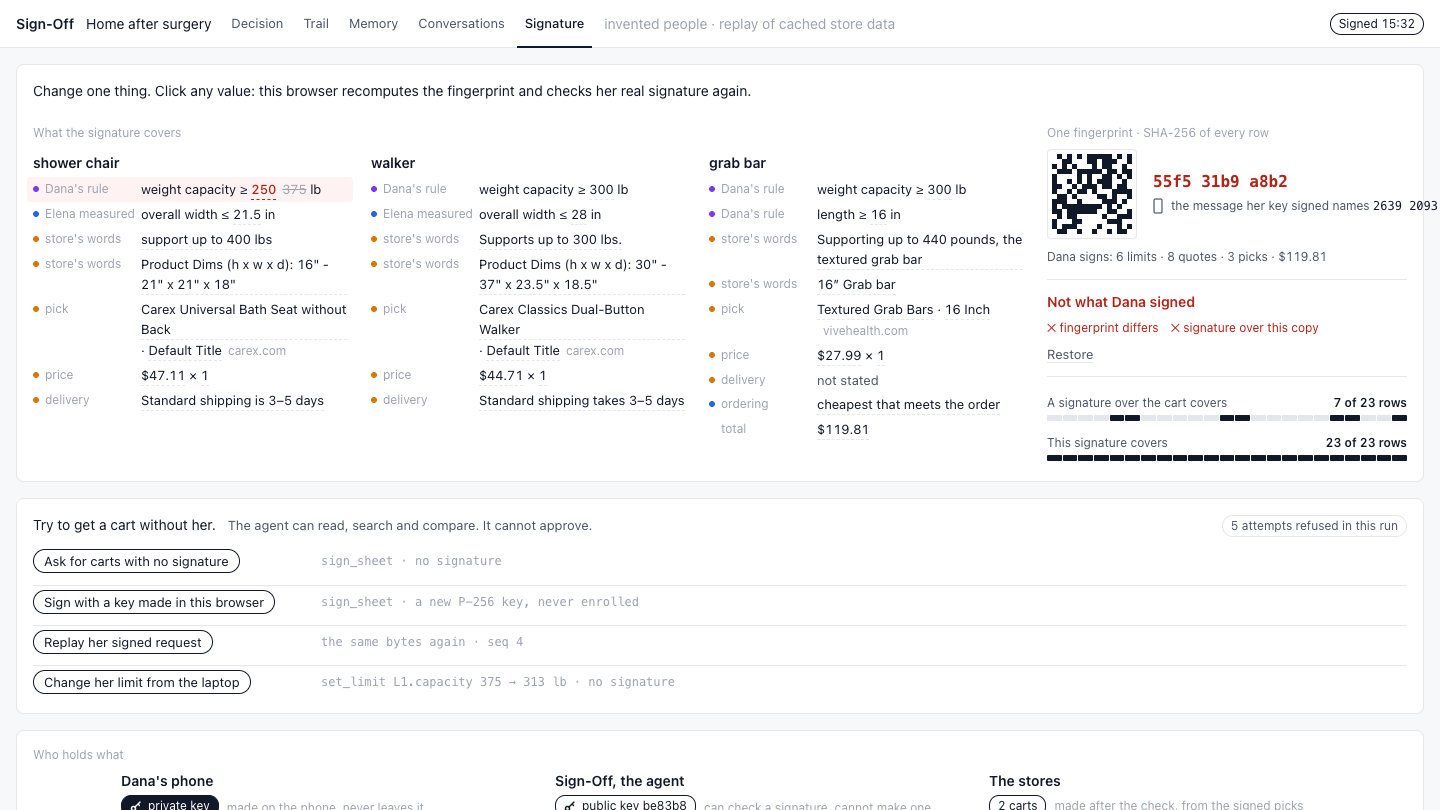 Sign-Off Home after surgery Decision Trail Memory Conversations Signature invented people · replay of cached store data Signed 15:32
Change one thing. Click any value: this browser recomputes the fingerprint and checks her real signature again.
What the signature covers
shower chair
Dana's rule weight capacity ≥ 250 375 lb
Elena measured overall width ≤ 21.5 in
store's words support up to 400 lbs
store's words Product Dims (h x w x d): 16" -
21" x 21" x 18"
pick Carex Universal Bath Seat without
Back
· Default Title carex.com
price $47.11 × 1
delivery Standard shipping is 3–5 days
walker
Dana's rule weight capacity ≥ 300 lb
Elena measured overall width ≤ 28 in
store's words Supports up to 300 lbs.
store's words Product Dims (h x w x d): 30" -
37" x 23.5" x 18.5"
pick Carex Classics Dual-Button
Walker
· Default Title carex.com
price $44.71 × 1
delivery Standard shipping takes 3–5 days
grab bar
Dana's rule weight capacity ≥ 300 lb
Dana's rule length ≥ 16 in
store's words Supporting up to 440 pounds, the
textured grab bar
store's words 16” Grab bar
pick Textured Grab Bars · 16 Inch
vivehealth.com
price $27.99 × 1
delivery not stated
ordering cheapest that meets the order
total $119.81
One fingerprint · SHA-256 of every row
55f5 31b9 a8b2
the message her key signed names 2639 2093
Dana signs: 6 limits · 8 quotes · 3 picks · $119.81
Not what Dana signed
× fingerprint differs × signature over this copy
Restore
A signature over the cart covers 7 of 23 rows
This signature covers 23 of 23 rows
Try to get a cart without her. The agent can read, search and compare. It cannot approve. 5 attempts refused in this run
Ask for carts with no signature sign_sheet · no signature
Sign with a key made in this browser sign_sheet · a new P–256 key, never enrolled
Replay her signed request the same bytes again · seq 4
Change her limit from the laptop set_limit L1.capacity 375 → 313 lb · no signature
Who holds what
Dana's phone
private key made on the phone, never leaves it
Sign-Off, the agent
public key be83b8 can check a signature, cannot make one
The stores
2 carts made after the check, from the signed picks